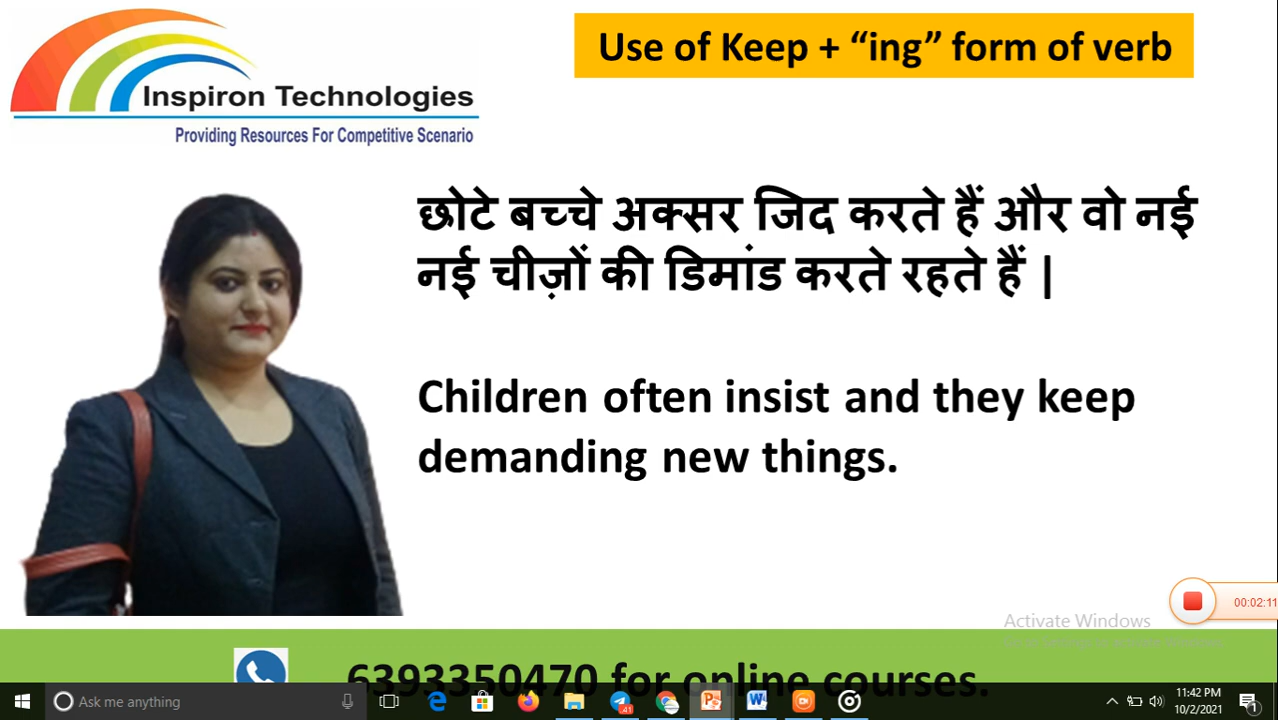 Use of Keep + “ing” form of verb
Inspiron Technologies
Providing Resources For Competitive Scenario
छोटे बच्चे अक्सर जिद करते हैं और वो नई
नई चीज़ों की डिमांड करते रहते हैं |
Children often insist and they keep
demanding new things.
00:02:11
Activate Windows
6393350470 for online courses.
Ask me anything
41
11:42 PM
10/2/2021
1